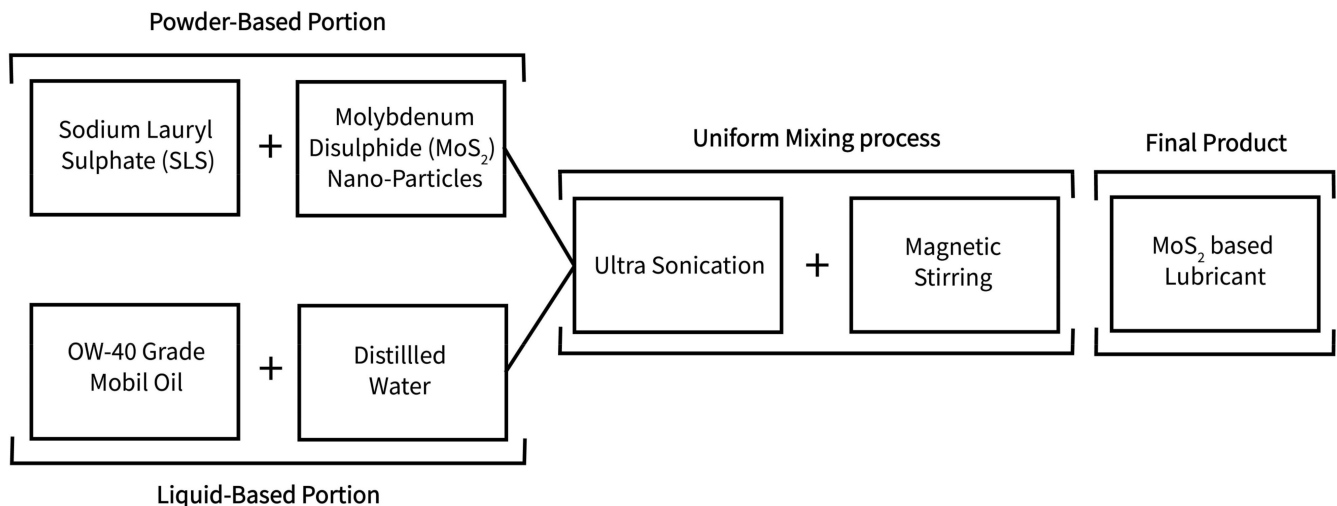 Powder-Based Portion
Sodium Lauryl
Sulphate (SLS)
+
Molybdenum
Disulphide (MoS₂)
Nano-Particles
OW-40 Grade
Mobil Oil
+
Distillled
Water
Liquid-Based Portion
Uniform Mixing process
Ultra Sonication
+
Magnetic
Stirring
Final Product
MoS₂ based
Lubricant